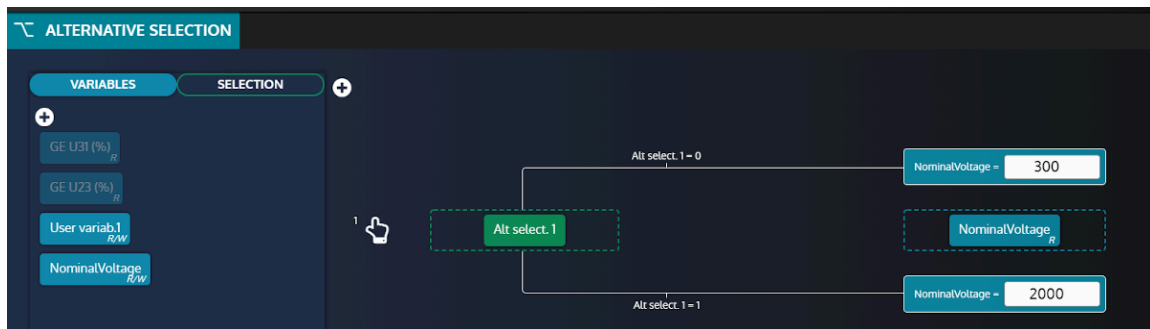 ALTERNATIVE SELECTION
VARIABLES SELECTION
GE U31 (%) R
GE U23 (%) R
User variab.1 R/W
NominalVoltage R/W
1
Alt select. 1 = 0
NominalVoltage = 300
Alt select. 1
NominalVoltage R
Alt select. 1 = 1
NominalVoltage = 2000